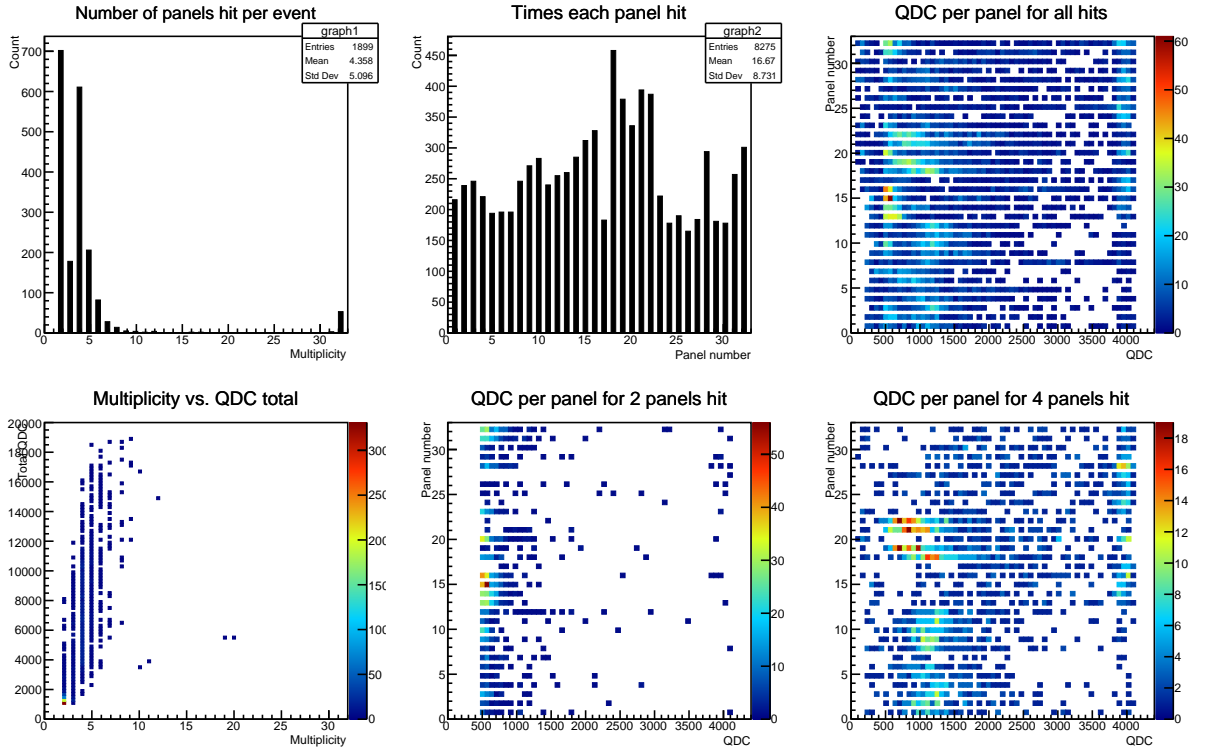 Number of panels hit per event
graph1
Entries 1899
Mean 4.358
Std Dev 5.096
Count
700
600
500
400
300
200
100
0
0 5 10 15 20 25 30
Multiplicity
Times each panel hit
graph2
Entries 8275
Mean 16.67
Std Dev 8.731
Count
450
400
350
300
250
200
150
100
50
0
0 10 20 30
Panel number
QDC per panel for all hits
Panel number
30
25
20
15
10
5
0
0 500 1000 1500 2000 2500 3000 3500 4000
QDC
60
50
40
30
20
10
0
Multiplicity vs. QDC total
Total QDC
20000
18000
16000
14000
12000
10000
8000
6000
4000
2000
0
0 5 10 15 20 25 30
Multiplicity
300
250
200
150
100
50
0
QDC per panel for 2 panels hit
Panel number
30
25
20
15
10
5
0
0 500 1000 1500 2000 2500 3000 3500 4000
QDC
50
40
30
20
10
0
QDC per panel for 4 panels hit
Panel number
30
25
20
15
10
5
0
0 500 1000 1500 2000 2500 3000 3500 4000
QDC
18
16
14
12
10
8
6
4
2
0